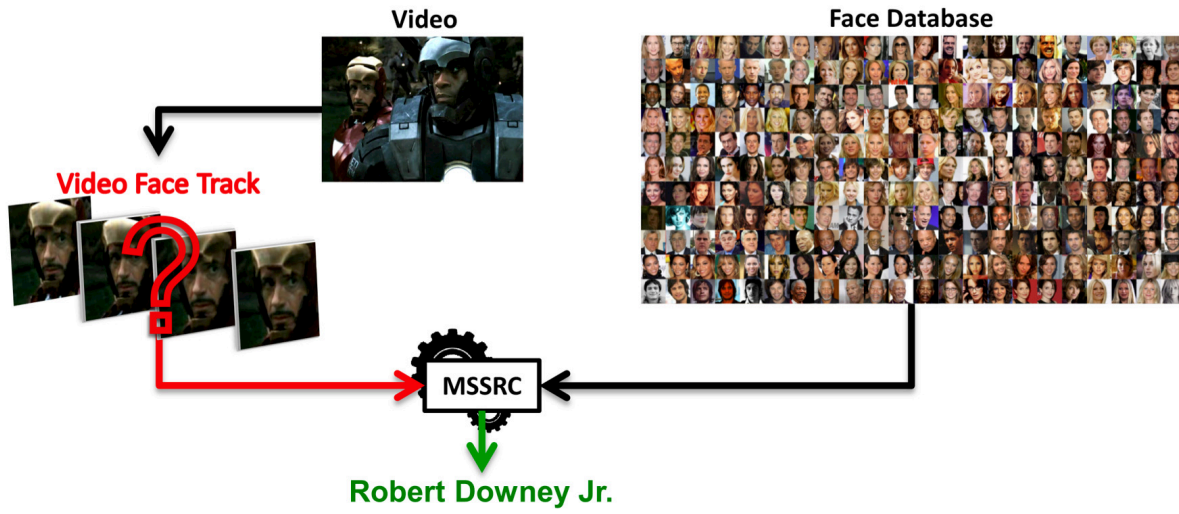 Video
Face Database
Video Face Track
?
MSSRC
Robert Downey Jr.